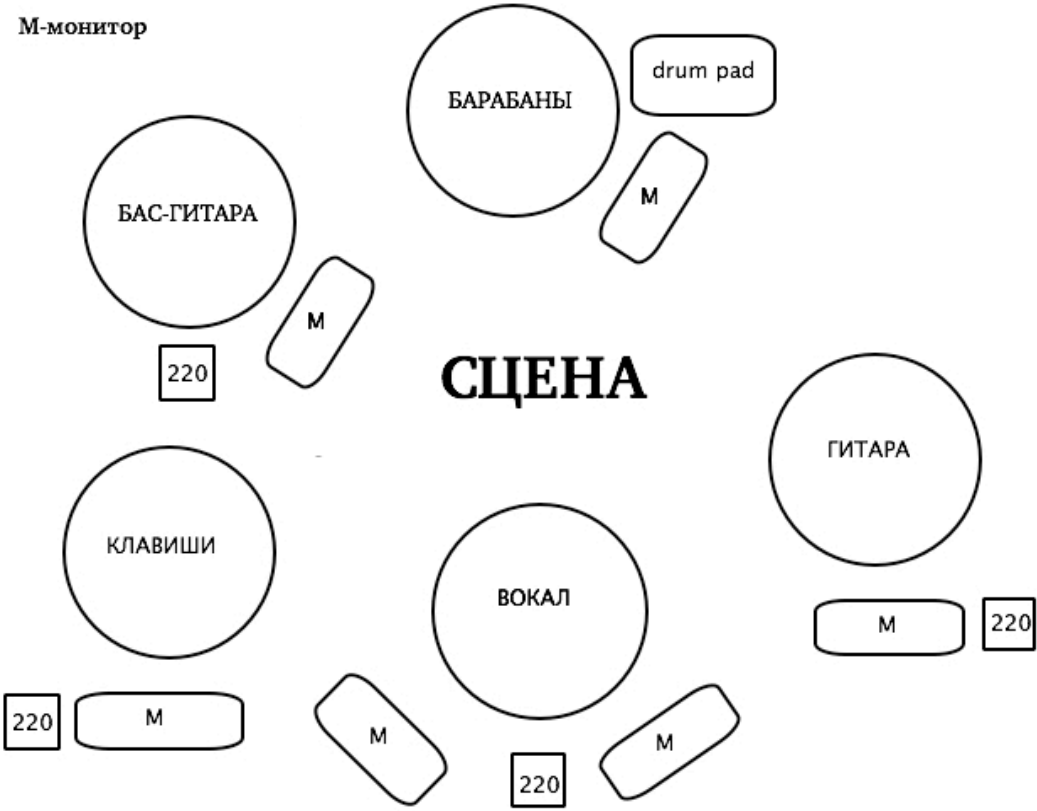 М-монитор
БАРАБАНЫ
drum pad
М
БАС-ГИТАРА
М
220
СЦЕНА
ГИТАРА
КЛАВИШИ
ВОКАЛ
М
220
220
М
М
М
220